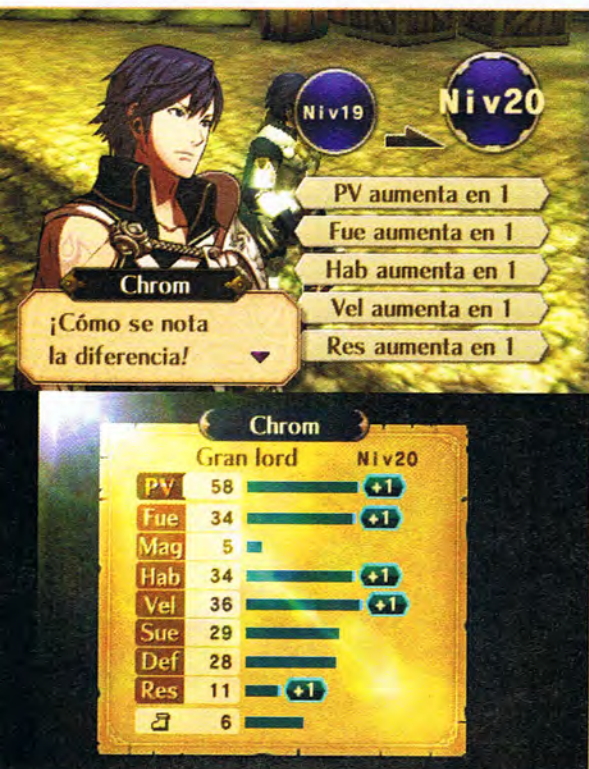 Niv19
Niv20
PV aumenta en 1
Fue aumenta en 1
Hab aumenta en 1
Vel aumenta en 1
Res aumenta en 1
Chrom
¡Cómo se nota
la diferencia!
Chrom
Gran lord Niv20
PV 58 +1
Fue 34 +1
Mag 5
Hab 34 +1
Vel 36 +1
Sue 29
Def 28
Res 11 +1
6